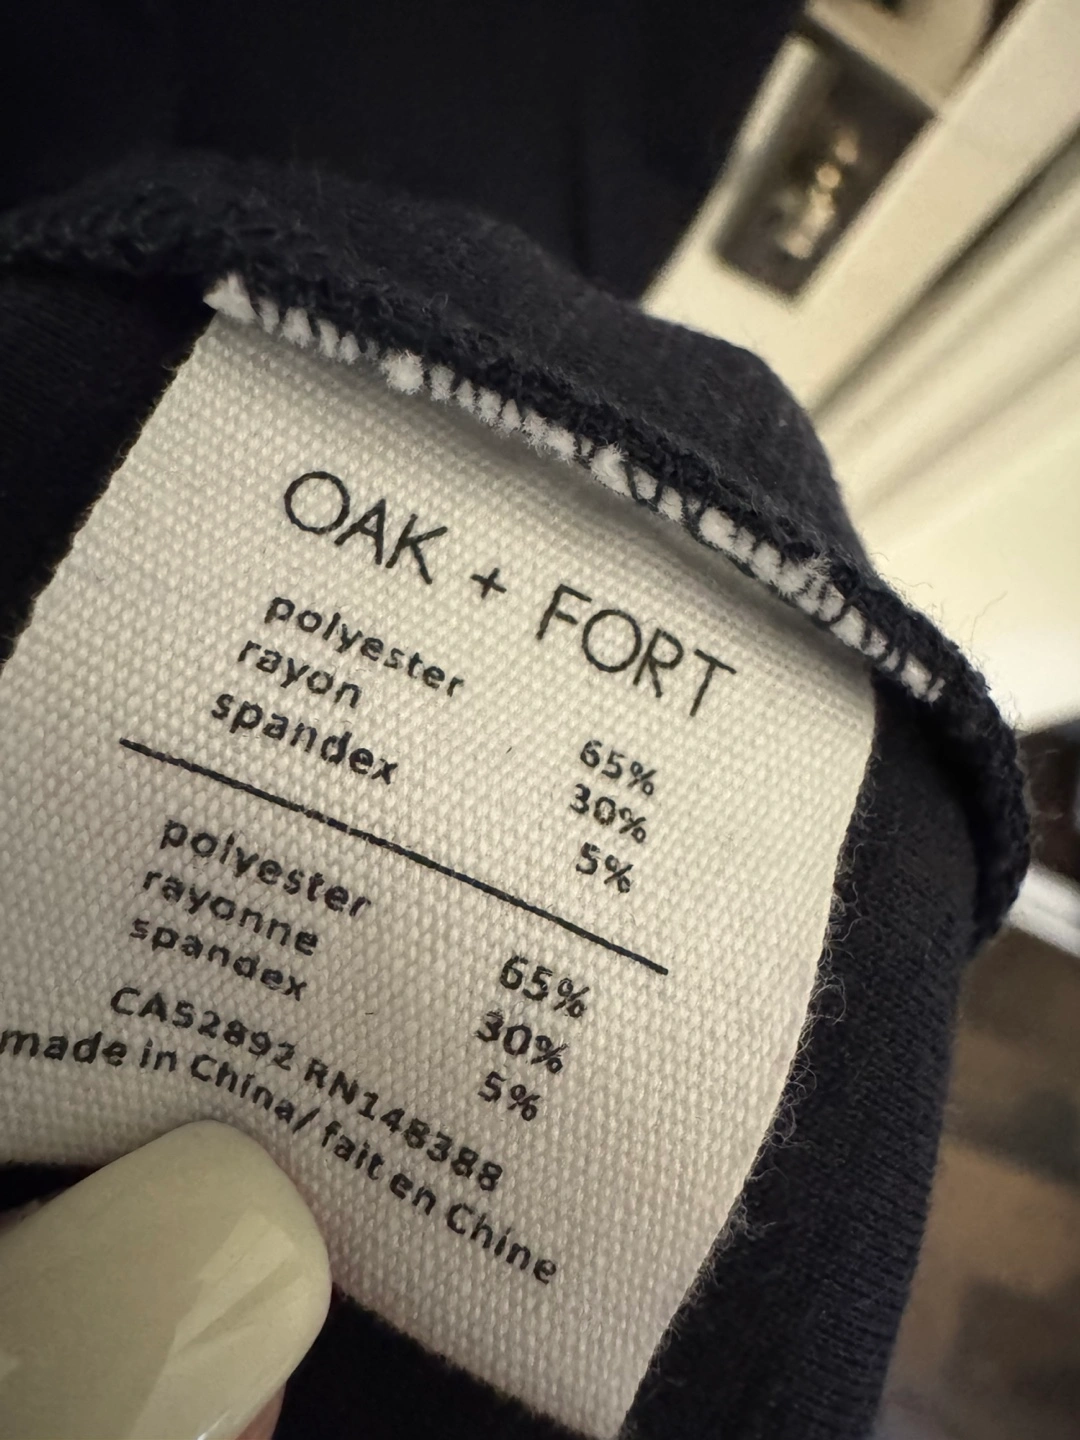 OAK + FORT
polyester 65%
rayon 30%
spandex 5%
polyester 65%
rayonne 30%
spandex 5%
CA52892 RN148388
made in China/ fait en Chine